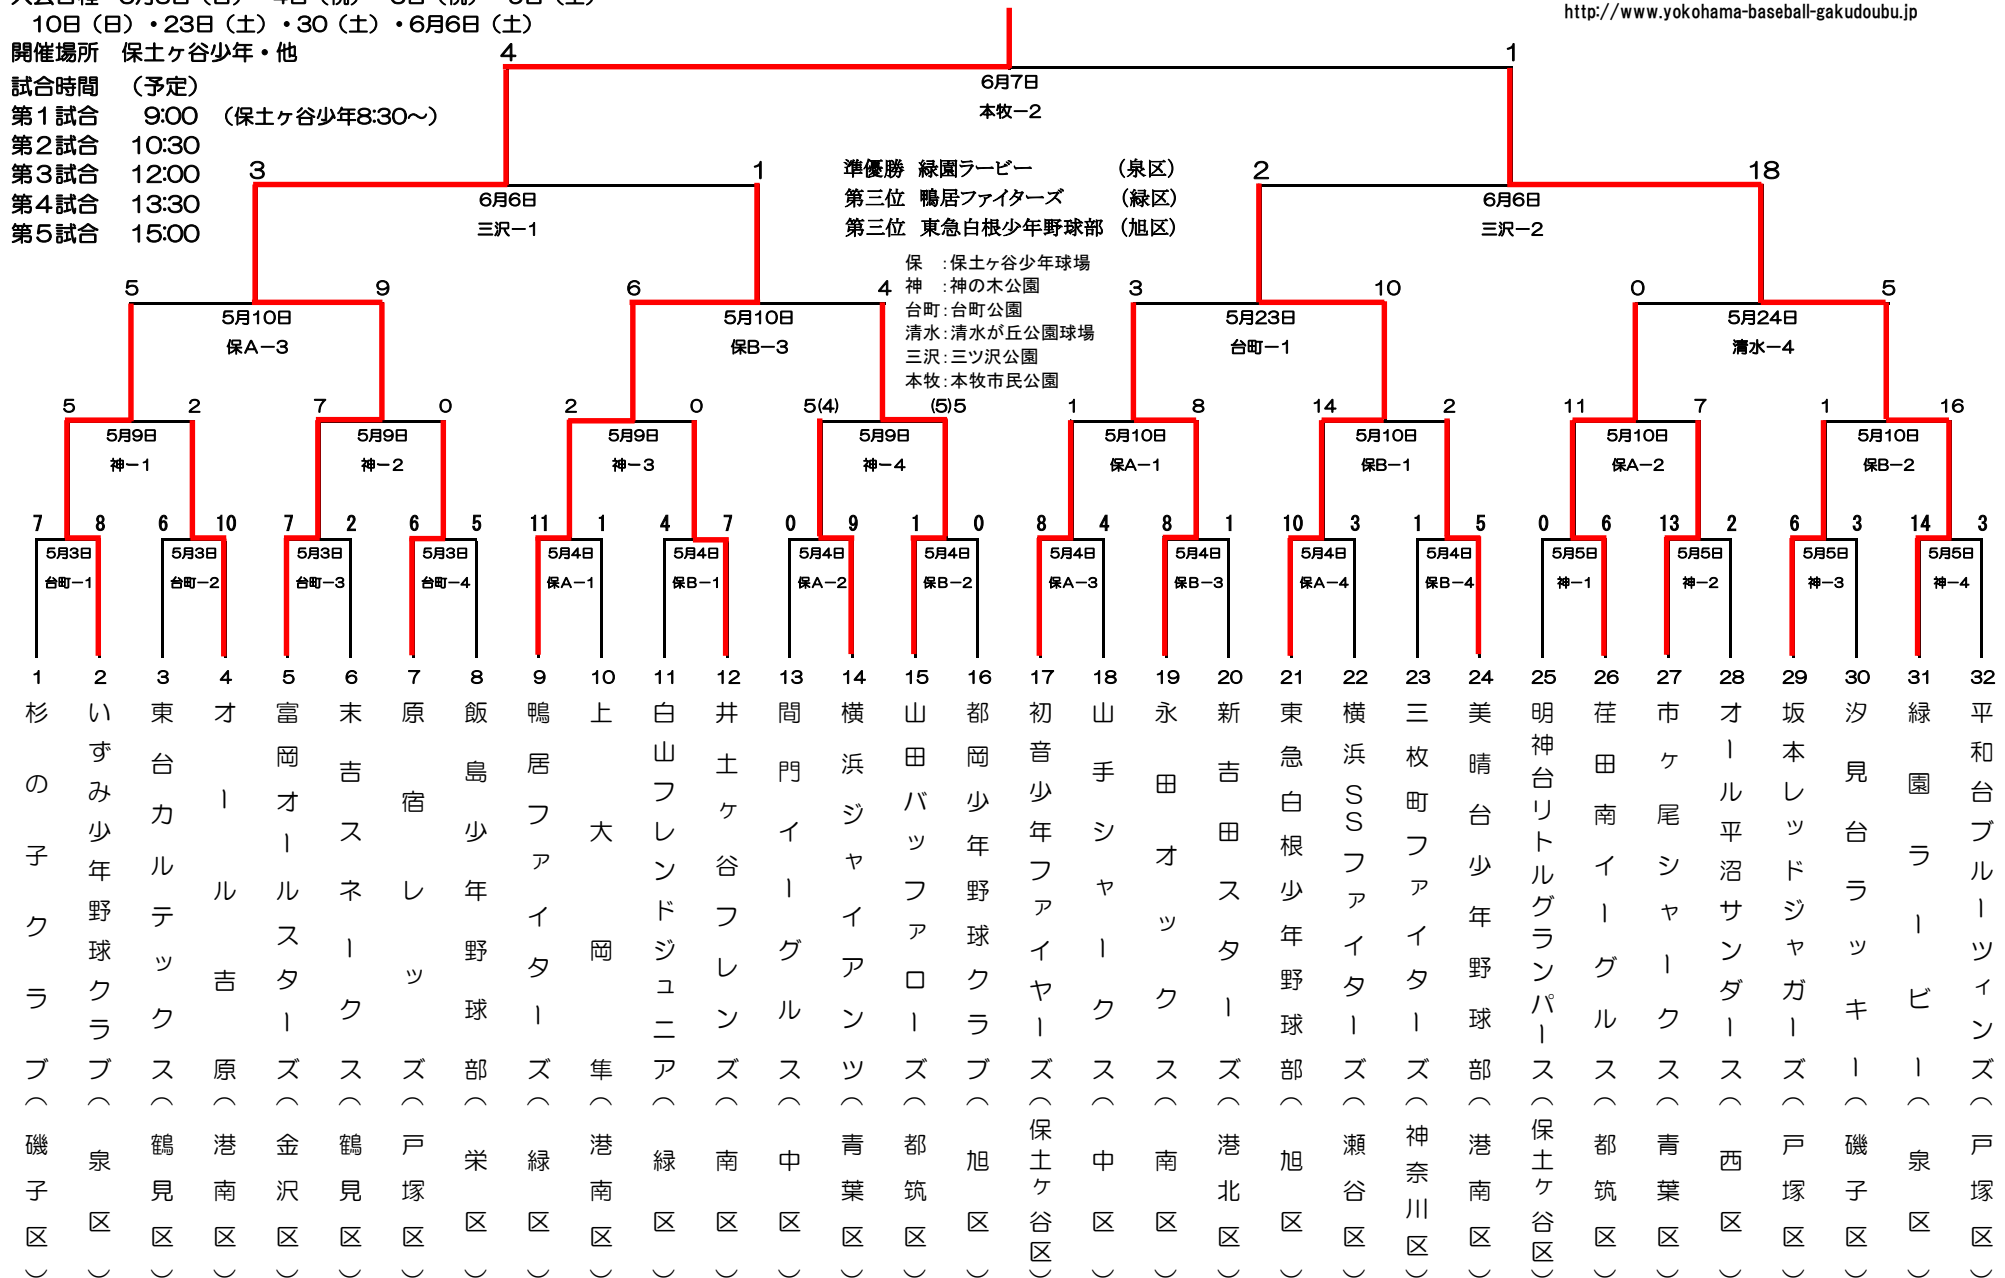 10日（日）・23日（土）・30（土）・6月6日（土）
http://www.yokohama-baseball-gakudoubu.jp
開催場所　保土ヶ谷少年・他
試合時間　（予定）
第1試合　9:00　（保土ヶ谷少年8:30～）
第2試合　10:30
第3試合　12:00
第4試合　13:30
第5試合　15:00
4　1
6月7日
本牧－2
準優勝　緑園ラービー　（泉区）
第三位　鴨居ファイターズ　（緑区）
第三位　東急白根少年野球部　（旭区）
3　1　2　18
6月6日　6月6日
三沢－1　三沢－2
保　：保土ヶ谷少年球場
神　：神の木公園
台町：台町公園
清水：清水が丘公園球場
三沢：三ツ沢公園
本牧：本牧市民公園
5　9　6　4　3　10　0　5
5月10日　5月10日　5月23日　5月24日
保A－3　保B－3　台町－1　清水－4
5　2　7　0　2　0　5(4)　(5)5　1　8　14　2　11　7　1　16
5月9日　5月9日　5月9日　5月9日　5月10日　5月10日　5月10日　5月10日
神－1　神－2　神－3　神－4　保A－1　保B－1　保A－2　保B－2
7　8　6　10　7　2　6　5　11　1　4　7　0　9　1　0　8　4　8　1　10　3　1　5　0　6　13　2　6　3　14　3
5月3日　5月3日　5月3日　5月3日　5月4日　5月4日　5月4日　5月4日　5月4日　5月4日　5月4日　5月4日　5月5日　5月5日　5月5日　5月5日
台町－1　台町－2　台町－3　台町－4　保A－1　保B－1　保A－2　保B－2　保A－3　保B－3　保A－4　保B－4　神－1　神－2　神－3　神－4
1　杉の子クラブ（磯子区）
2　いずみ少年野球クラブ（泉区）
3　東台カルテックス（鶴見区）
4　オール吉原（港南区）
5　富岡オールスターズ（金沢区）
6　末吉スネークス（鶴見区）
7　原宿レッズ（戸塚区）
8　飯島少年野球部（栄区）
9　鴨居ファイターズ（緑区）
10　上大岡隼（港南区）
11　白山フレンドジュニア（緑区）
12　井土ヶ谷フレンズ（南区）
13　間門イーグルス（中区）
14　横浜ジャイアンツ（青葉区）
15　山田バッファローズ（都筑区）
16　都岡少年野球クラブ（旭区）
17　初音少年ファイヤーズ（保土ヶ谷区）
18　山手シャークス（中区）
19　永田オックス（南区）
20　新吉田スターズ（港北区）
21　東急白根少年野球部（旭区）
22　横浜SSファイターズ（瀬谷区）
23　三枚町ファイターズ（神奈川区）
24　美晴台少年野球部（港南区）
25　明神台リトルグランパース（保土ヶ谷区）
26　荏田南イーグルス（都筑区）
27　市ヶ尾シャークス（青葉区）
28　オール平沼サンダース（西区）
29　坂本レッドジャガーズ（戸塚区）
30　汐見台ラッキー（磯子区）
31　緑園ラービー（泉区）
32　平和台ブルーツィンズ（戸塚区）